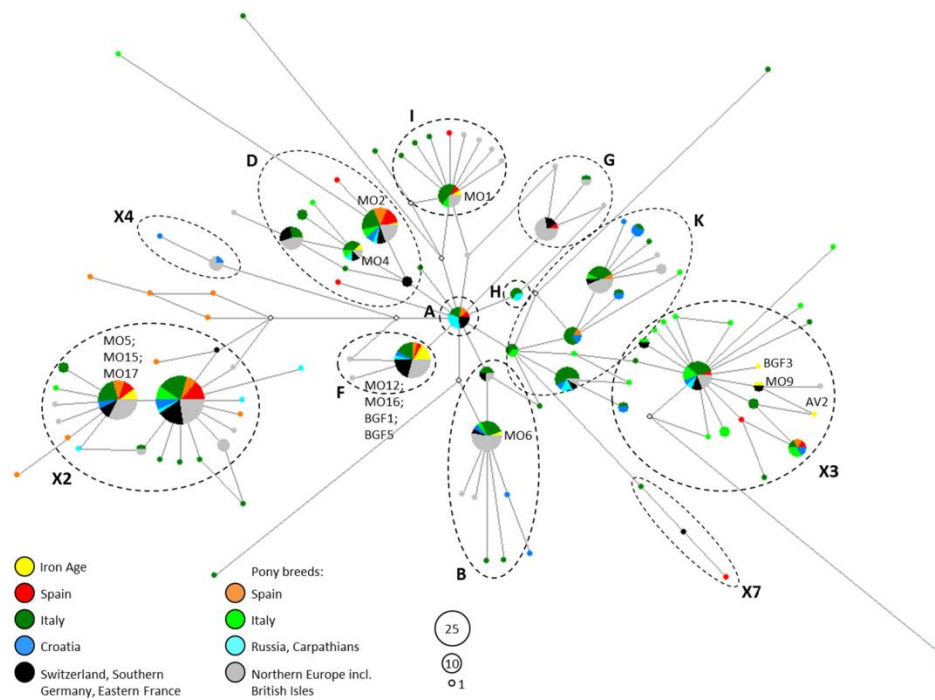 I
D
G
MO2
MO1
K
X4
MO4
H1
A
MO5;
MO15;
MO17
BGF3
MO9
F
MO12;
MO16;
BGF1;
BGF5
AV2
MO6
X2
X3
B
X7
Iron Age
Pony breeds:
Spain
Spain
Italy
Italy
25
Croatia
Russia, Carpathians
10
Switzerland, Southern
Germany, Eastern France
Northern Europe incl.
British Isles
1